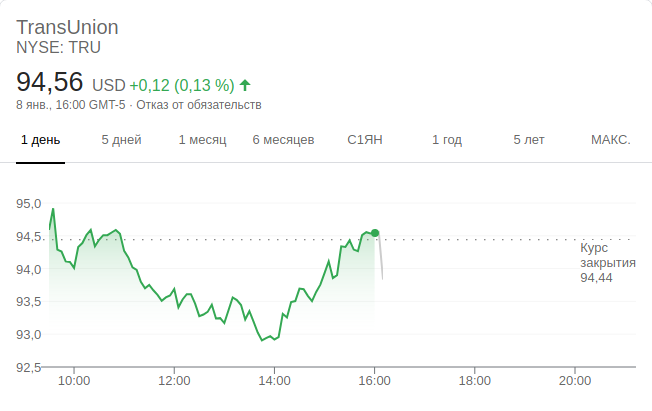 TransUnion
NYSE: TRU
94,56 USD +0,12 (0,13 %)
8 янв., 16:00 GMT-5 · Отказ от обязательств
1 день 5 дней 1 месяц 6 месяцев С1ЯН 1 год 5 лет МАКС.
95,0
94,5
94,0
93,5
93,0
92,5
Курс
закрытия
94,44
10:00 12:00 14:00 16:00 18:00 20:00